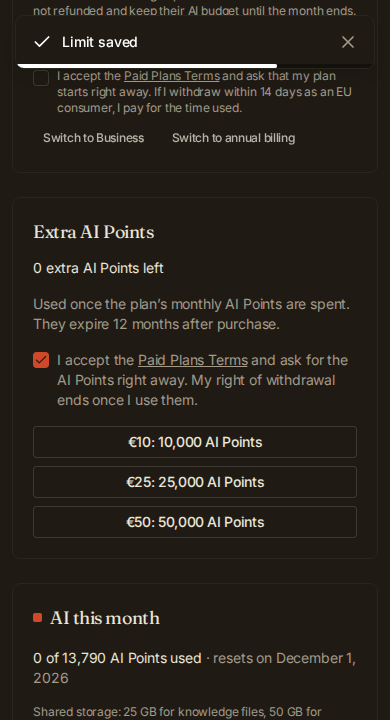 not refunded and keep their AI budget until the month ends.
Limit saved
I accept the Paid Plans Terms and ask that my plan
starts right away. If I withdraw within 14 days as an EU
consumer, I pay for the time used.
Switch to Business
Switch to annual billing
Extra AI Points
0 extra AI Points left
Used once the plan's monthly AI Points are spent.
They expire 12 months after purchase.
I accept the Paid Plans Terms and ask for the
AI Points right away. My right of withdrawal
ends once I use them.
€10: 10,000 AI Points
€25: 25,000 AI Points
€50: 50,000 AI Points
AI this month
0 of 13,790 AI Points used · resets on December 1,
2026
Shared storage: 25 GB for knowledge files, 50 GB for